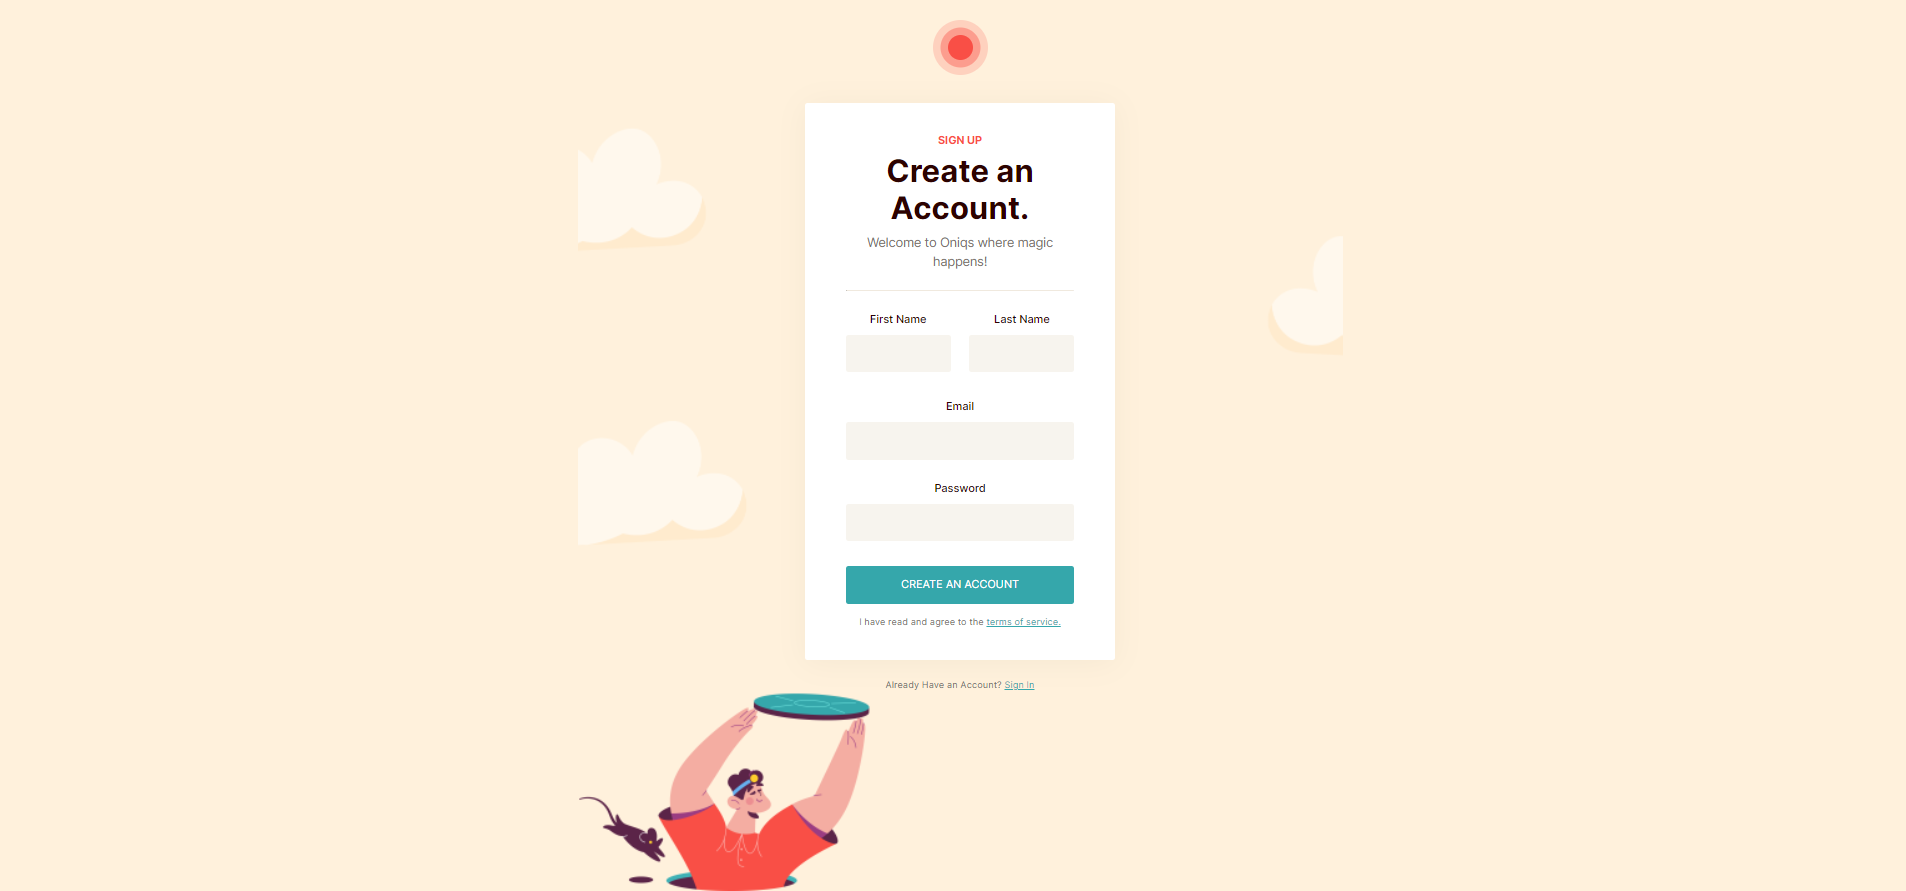 SIGN UP
Create an
Account.
Welcome to Oniqs where magic
happens!
First Name
Last Name
Email
Password
CREATE AN ACCOUNT
I have read and agree to the terms of service.
Already Have an Account? Sign In